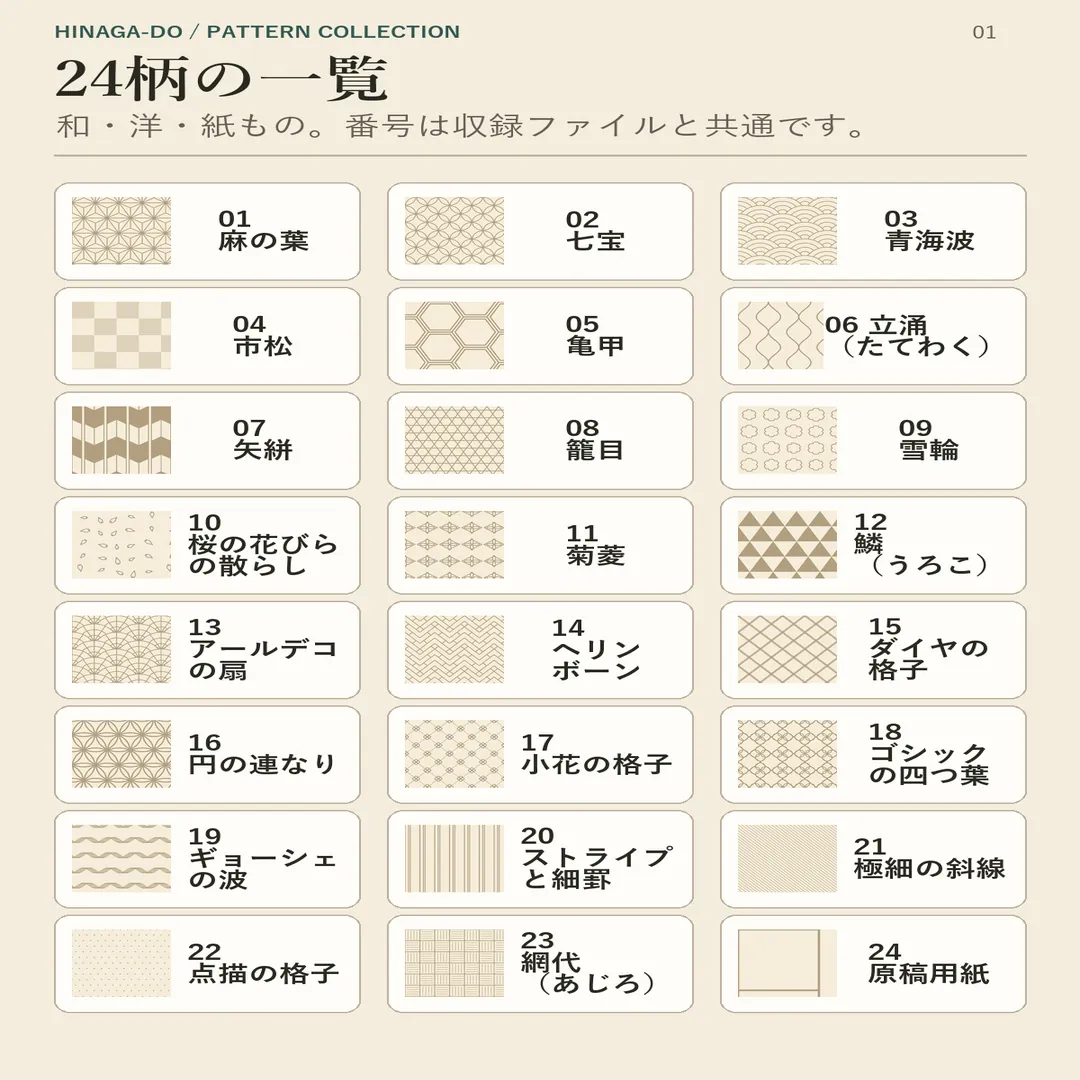 HINAGA-DO / PATTERN COLLECTION
01
24柄の一覧
和・洋・紙もの。番号は収録ファイルと共通です。
01
麻の葉
02
七宝
03
青海波
04
市松
05
亀甲
06 立涌
（たてわく）
07
矢絣
08
籠目
09
雪輪
10
桜の花びら
の散らし
11
菊菱
12
鱗
（うろこ）
13
アールデコ
の扇
14
ヘリン
ボーン
15
ダイヤの
格子
16
円の連なり
17
小花の格子
18
ゴシック
の四つ葉
19
ギョーシェ
の波
20
ストライプ
と細罫
21
極細の斜線
22
点描の格子
23
網代
（あじろ）
24
原稿用紙